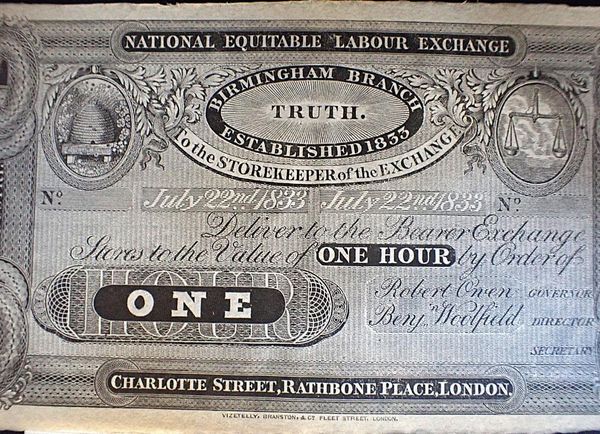 NATIONAL EQUITABLE LABOUR EXCHANGE
BIRMINGHAM BRANCH
TRUTH.
ESTABLISHED 1833
To the STOREKEEPER of the EXCHANGE
No July 22nd 1833 July 22nd 1833 No
Deliver to the Bearer Exchange
Stores to the Value of ONE HOUR by Order of
HOUR
ONE
Robert Owen GOVERNOR
Benjn Woolfield DIRECTOR
SECRETARY
CHARLOTTE STREET, RATHBONE PLACE, LONDON.
VIZETELLY, BRANSTON, & Co FLEET STREET, LONDON.